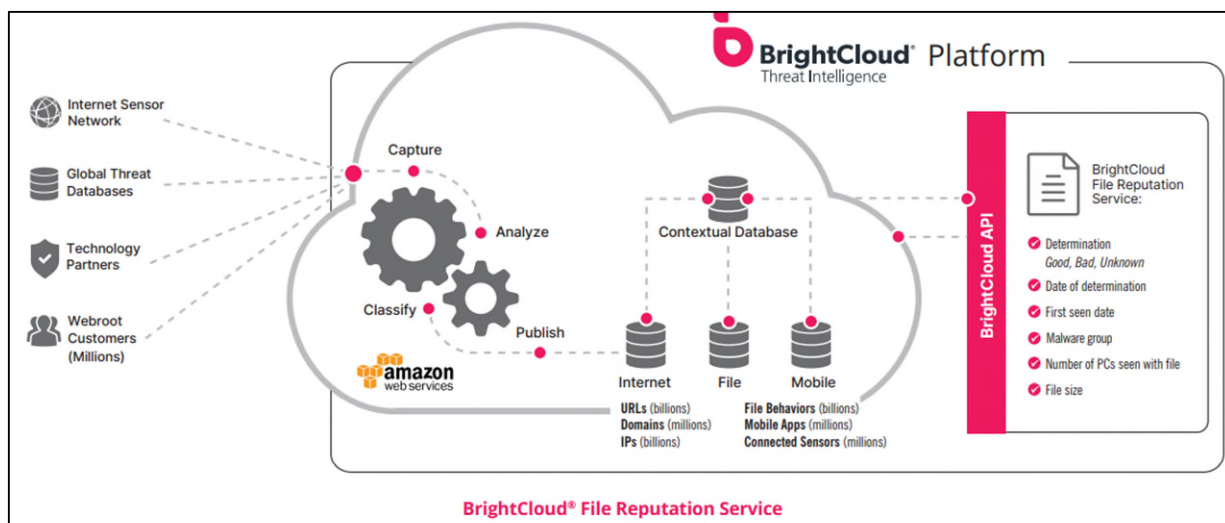 BrightCloud® Platform
Threat Intelligence
Internet Sensor
Network
Global Threat
Databases
Technology
Partners
Webroot
Customers
(Millions)
Capture
Analyze
Classify
Publish
amazon
web services
Contextual Database
Internet
File
Mobile
URLs (billions)
Domains (millions)
IPs (billions)
File Behaviors (billions)
Mobile Apps (millions)
Connected Sensors (millions)
BrightCloud API
BrightCloud
File Reputation
Service:
Determination
Good, Bad, Unknown
Date of determination
First seen date
Malware group
Number of PCs seen with file
File size
BrightCloud® File Reputation Service